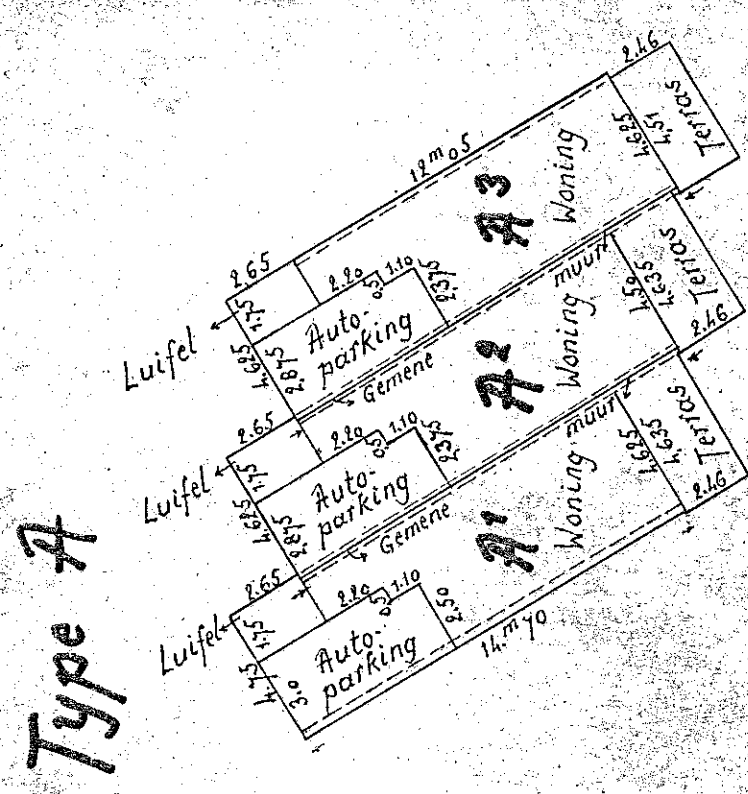 Type A
Luifel
2.65
1.75
4.75
3.0
Auto-
parking
2.20
0.5
1.10
2.50
14.m70
A1
Woning
Gemene
muur
4.625
4.635
Terras
2.46
Luifel
2.65
1.75
4.625
2.875
Auto-
parking
2.20
0.5
1.10
2.375
A2
Woning
Gemene
muur
4.50
4.635
Terras
2.46
Luifel
2.65
1.75
4.625
2.875
Auto-
parking
2.20
0.5
1.10
2.375
12m05
A3
Woning
4.625
4.51
Terras
2.46